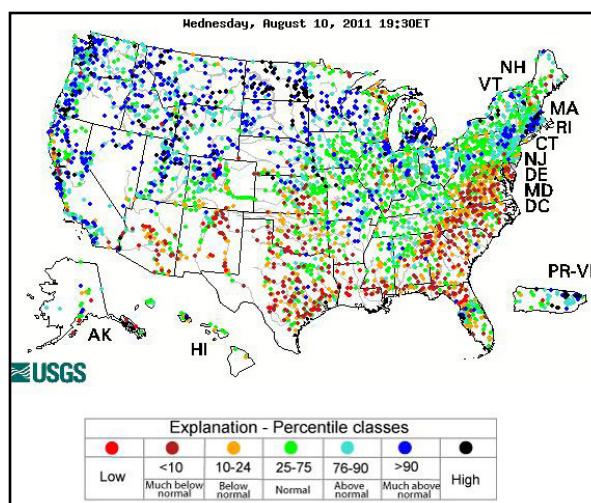 Wednesday, August 10, 2011 19:30ET
NH
VT
MA
RI
CT
NJ
DE
MD
DC
PR-VI
AK
HI
USGS
Explanation - Percentile classes
Low
<10
10-24
25-75
76-90
>90
High
Much below normal
Below normal
Normal
Above normal
Much above normal